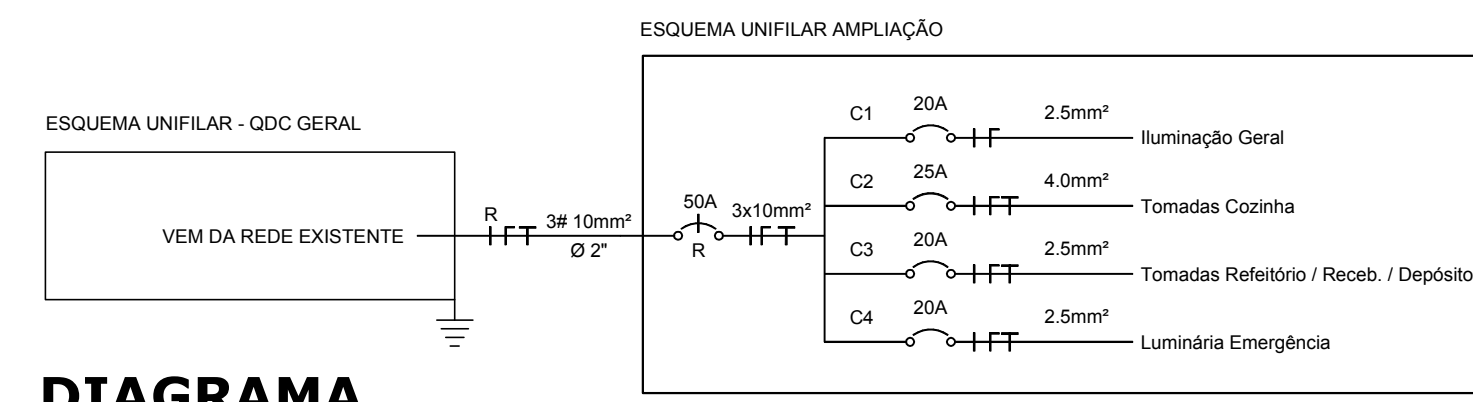 ESQUEMA UNIFILAR AMPLIAÇÃO
ESQUEMA UNIFILAR - QDC GERAL
VEM DA REDE EXISTENTE
R
3# 10mm²
Ø 2"
50A
R
3x10mm²
C1 20A 2.5mm²
Iluminação Geral
C2 25A 4.0mm²
Tomadas Cozinha
C3 20A 2.5mm²
Tomadas Refeitório / Receb. / Depósito
C4 20A 2.5mm²
Luminária Emergência
DIAGRAMA